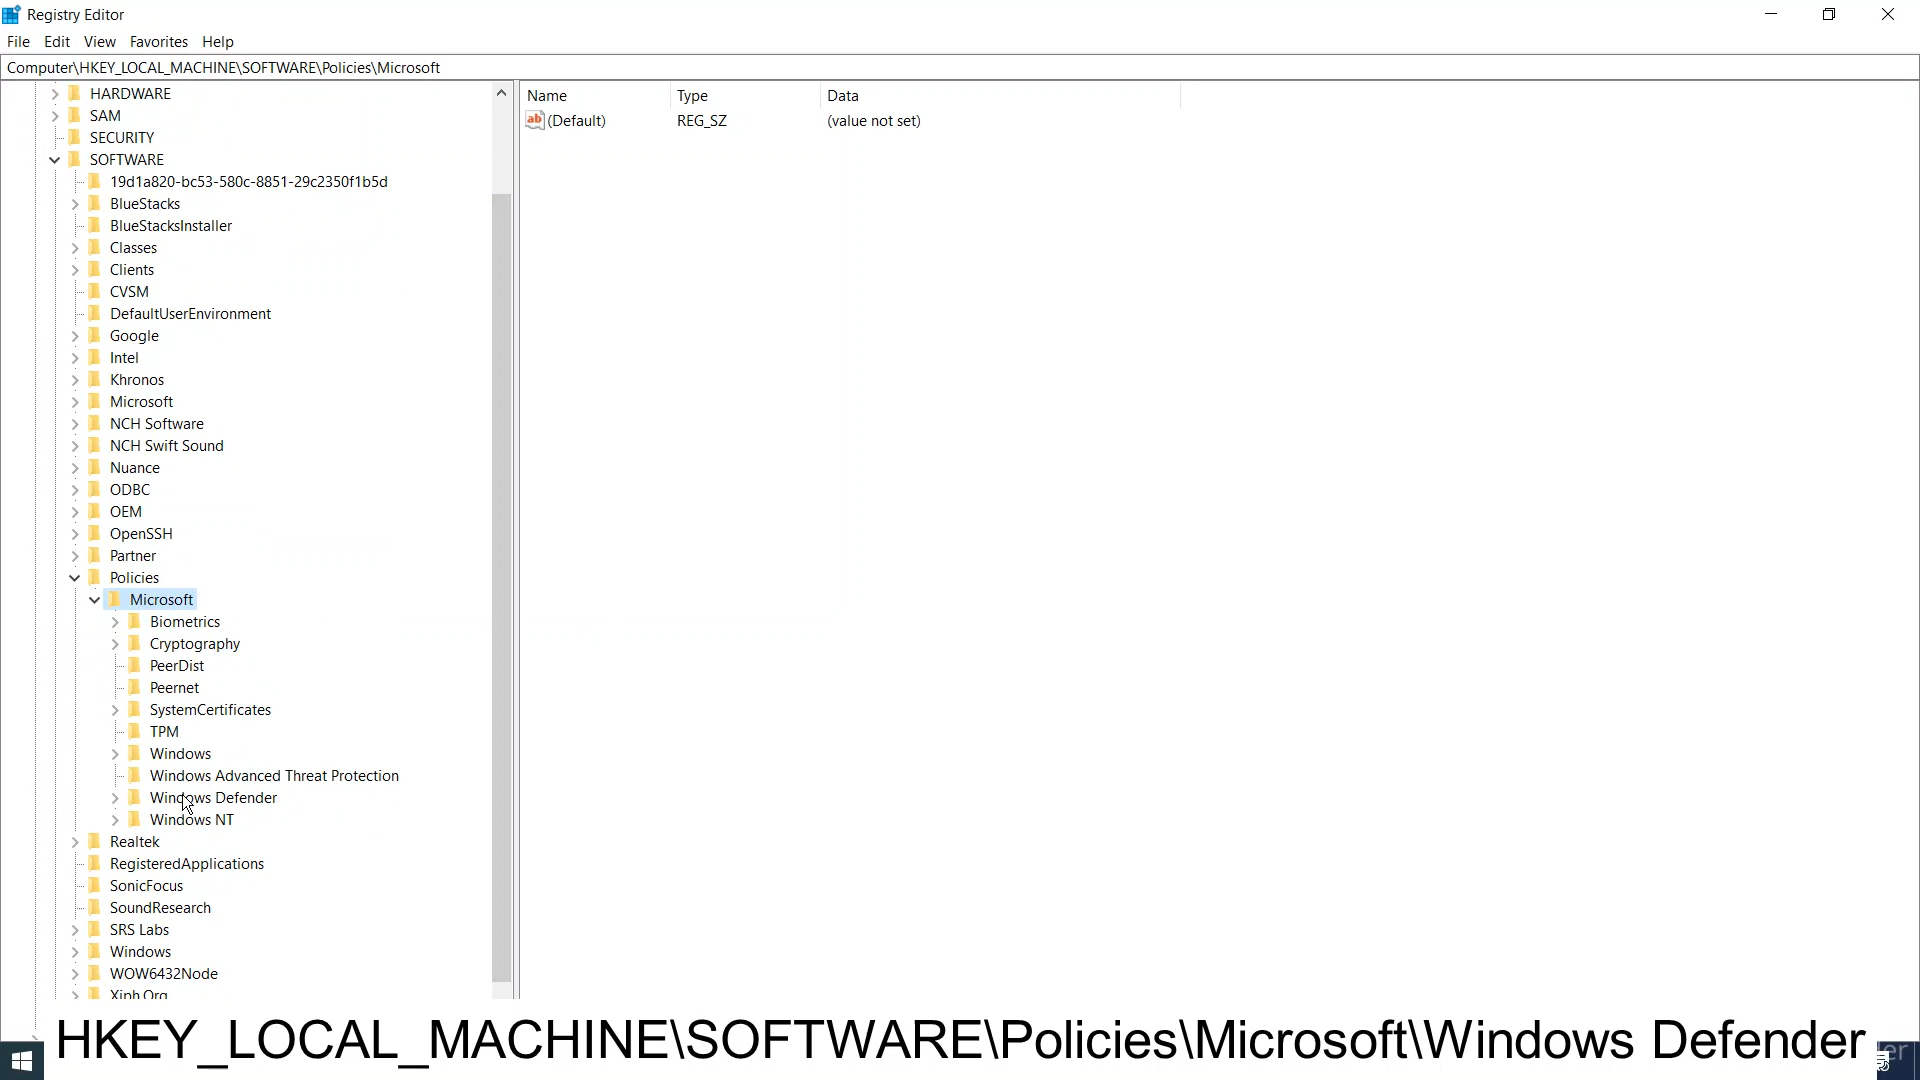 Registry Editor
File Edit View Favorites Help
Computer\HKEY_LOCAL_MACHINE\SOFTWARE\Policies\Microsoft
HARDWARE
SAM
SECURITY
SOFTWARE
19d1a820-bc53-580c-8851-29c2350f1b5d
BlueStacks
BlueStacksInstaller
Classes
Clients
CVSM
DefaultUserEnvironment
Google
Intel
Khronos
Microsoft
NCH Software
NCH Swift Sound
Nuance
ODBC
OEM
OpenSSH
Partner
Policies
Microsoft
Biometrics
Cryptography
PeerDist
Peernet
SystemCertificates
TPM
Windows
Windows Advanced Threat Protection
Windows Defender
Windows NT
Realtek
RegisteredApplications
SonicFocus
SoundResearch
SRS Labs
Windows
WOW6432Node
Xiph.Org
Name Type Data
(Default) REG_SZ (value not set)
HKEY_LOCAL_MACHINE\SOFTWARE\Policies\Microsoft\Windows Defender